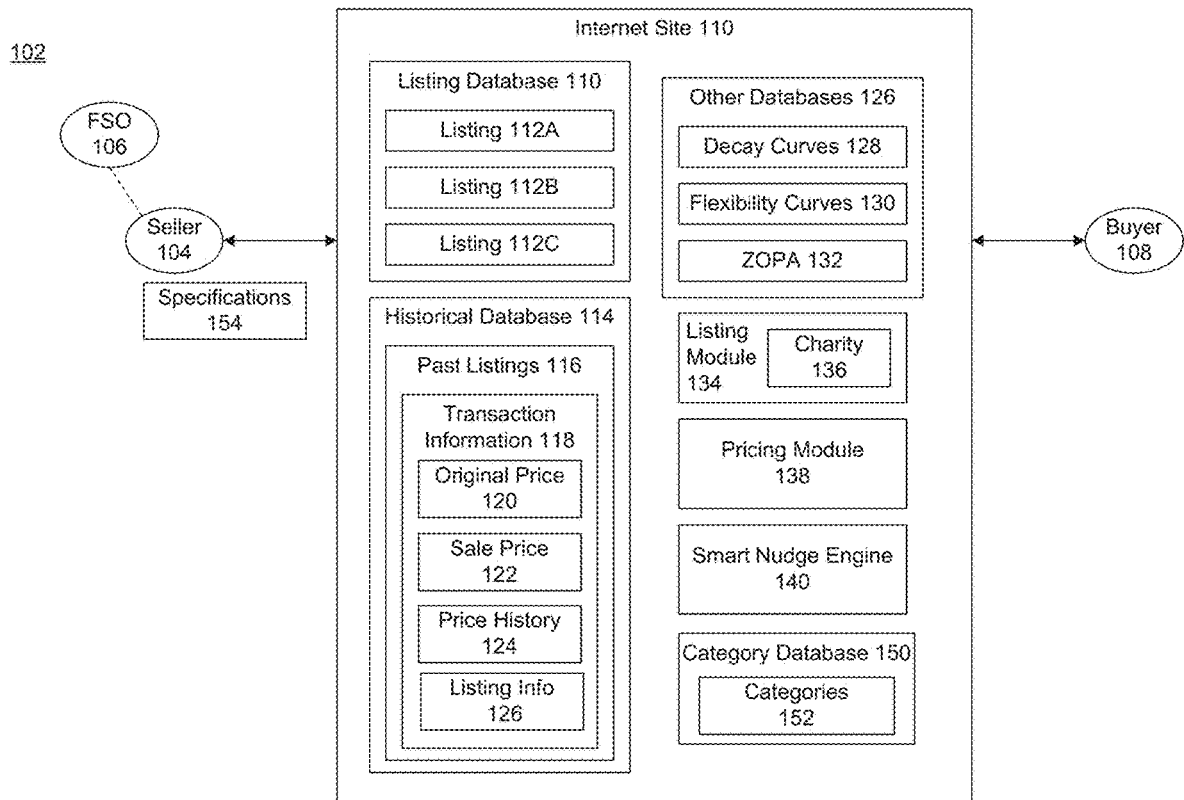 102
Internet Site 110
FSO
106
Seller
104
Specifications
154
Listing Database 110
Listing 112A
Listing 112B
Listing 112C
Historical Database 114
Past Listings 116
Transaction
Information 118
Original Price
120
Sale Price
122
Price History
124
Listing Info
126
Other Databases 126
Decay Curves 128
Flexibility Curves 130
ZOPA 132
Listing
Module
134
Charity
136
Pricing Module
138
Smart Nudge Engine
140
Category Database 150
Categories
152
Buyer
108